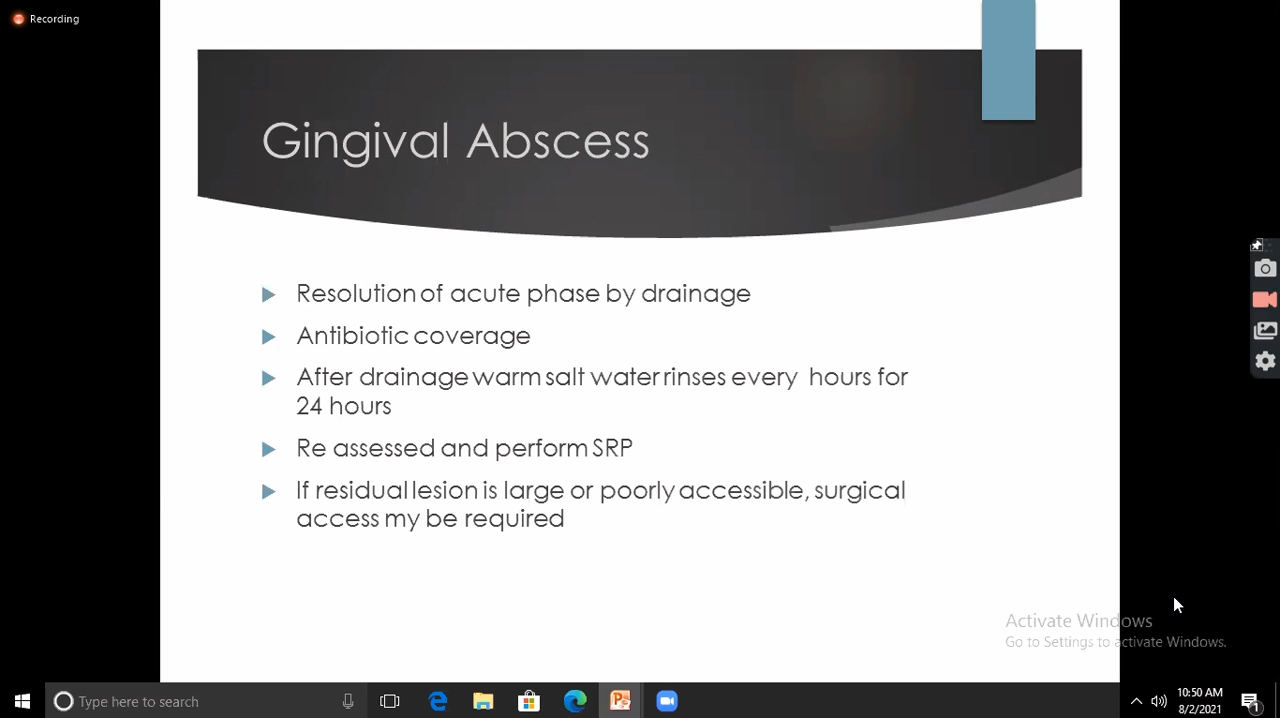 Recording
Gingival Abscess
Resolution of acute phase by drainage
Antibiotic coverage
After drainage warm salt water rinses every hours for
24 hours
Re assessed and perform SRP
If residual lesion is large or poorly accessible, surgical
access my be required
Activate Windows
Go to Settings to activate Windows.
Type here to search
10:50 AM
8/2/2021
1